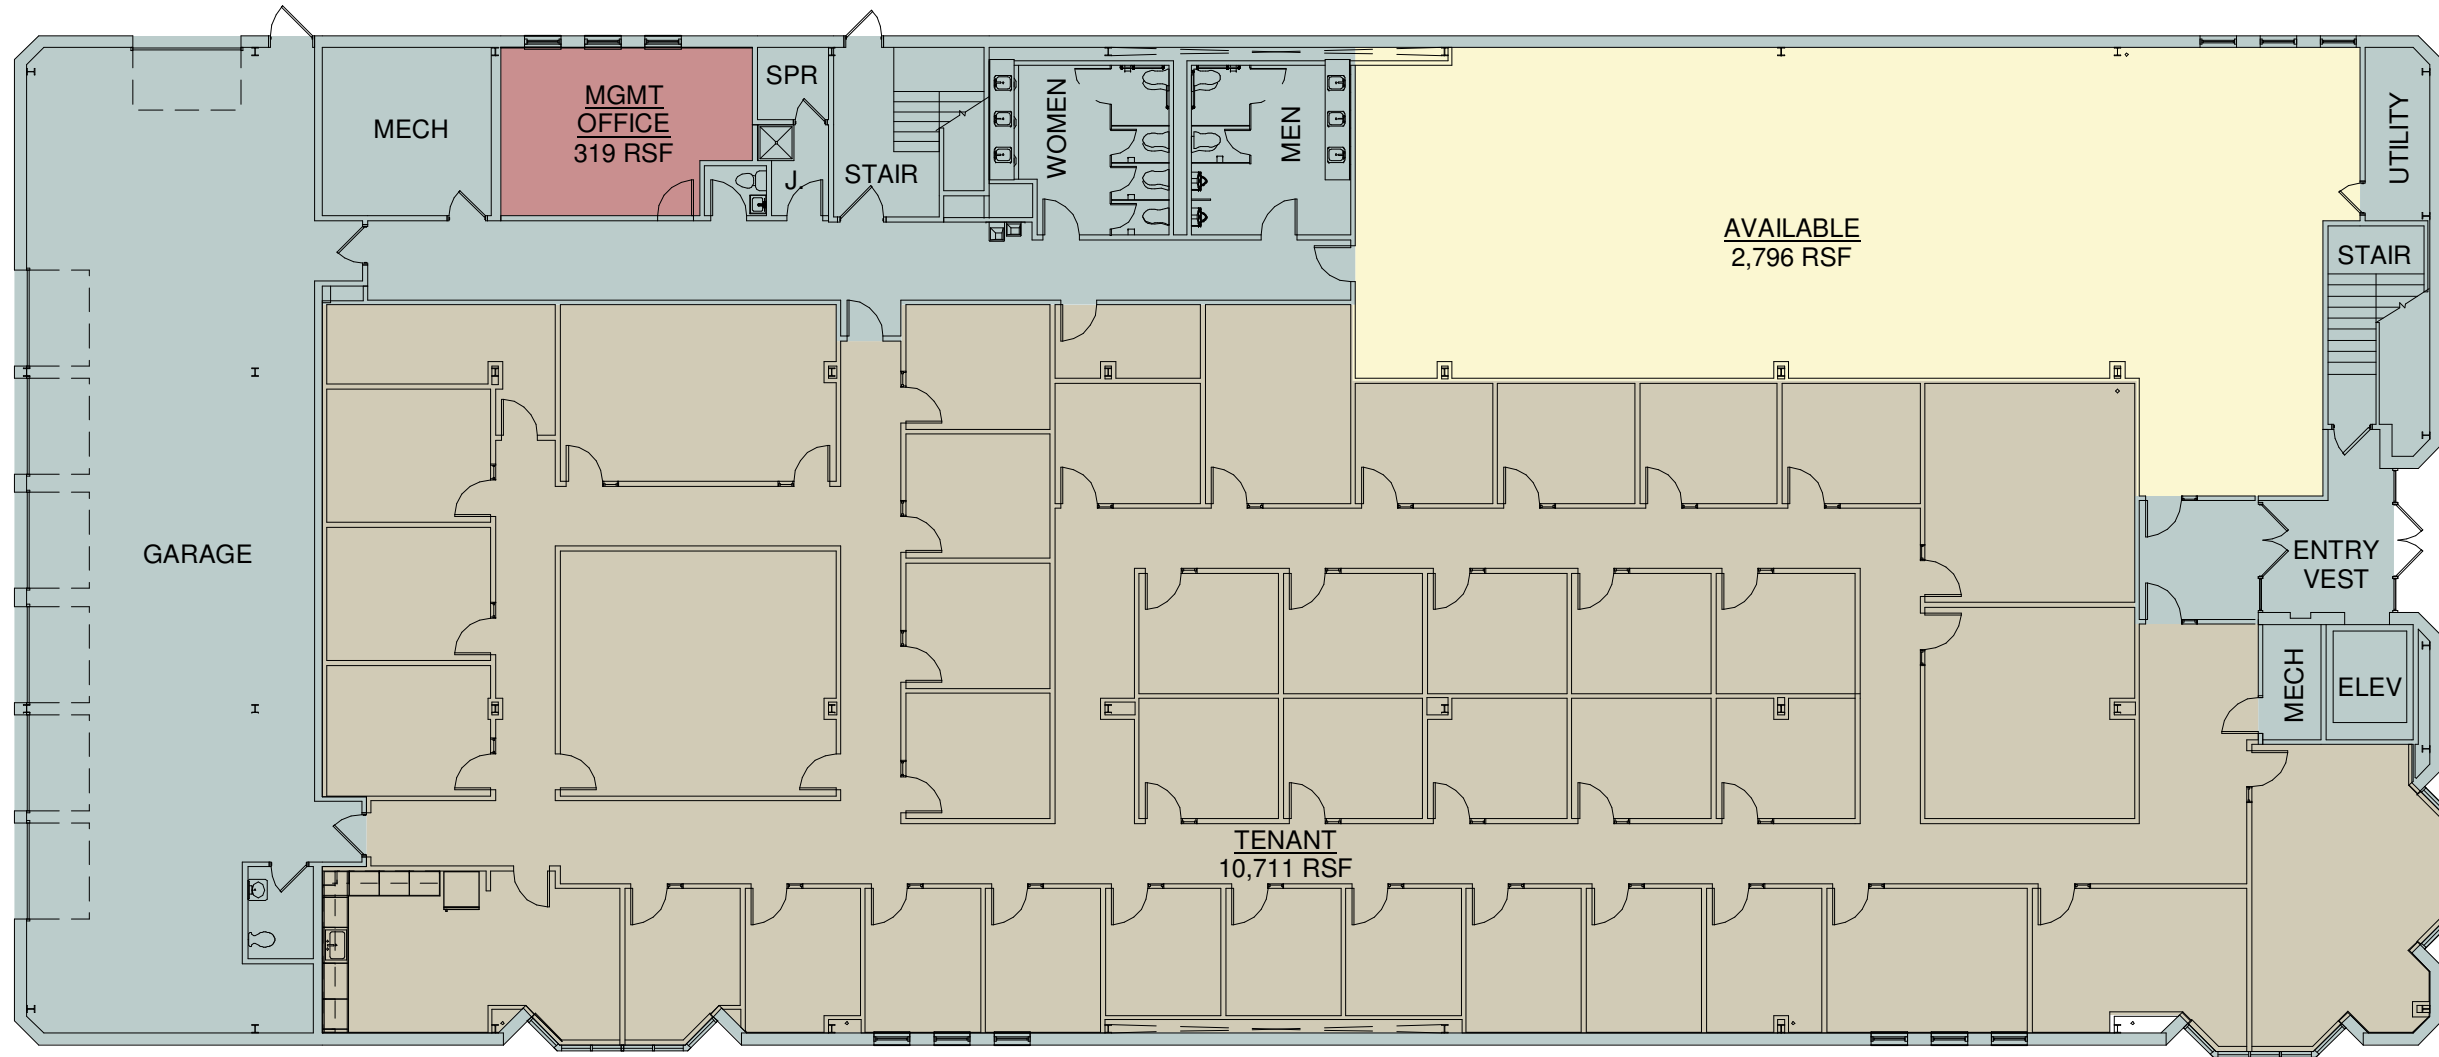 SPR
MGMT
OFFICE
319 RSF
MECH
J.
STAIR
WOMEN
MEN
UTILITY
AVAILABLE
2,796 RSF
STAIR
GARAGE
ENTRY
VEST
MECH
ELEV
TENANT
10,711 RSF